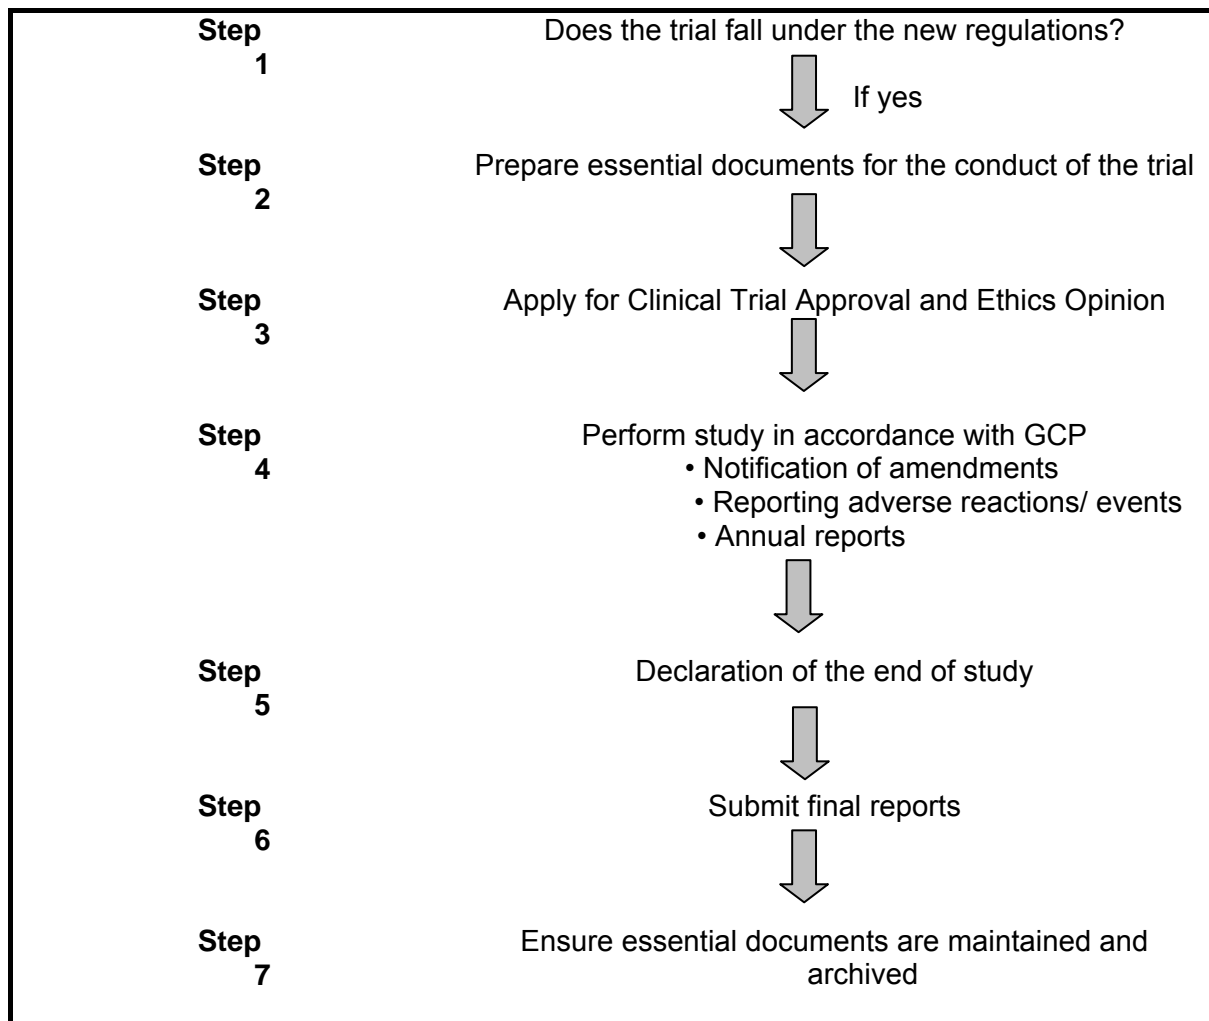 Step Does the trial fall under the new regulations?
1
If yes
Step Prepare essential documents for the conduct of the trial
2
Step Apply for Clinical Trial Approval and Ethics Opinion
3
Step Perform study in accordance with GCP
4 • Notification of amendments
• Reporting adverse reactions/ events
• Annual reports
Step Declaration of the end of study
5
Step Submit final reports
6
Step Ensure essential documents are maintained and
7 archived